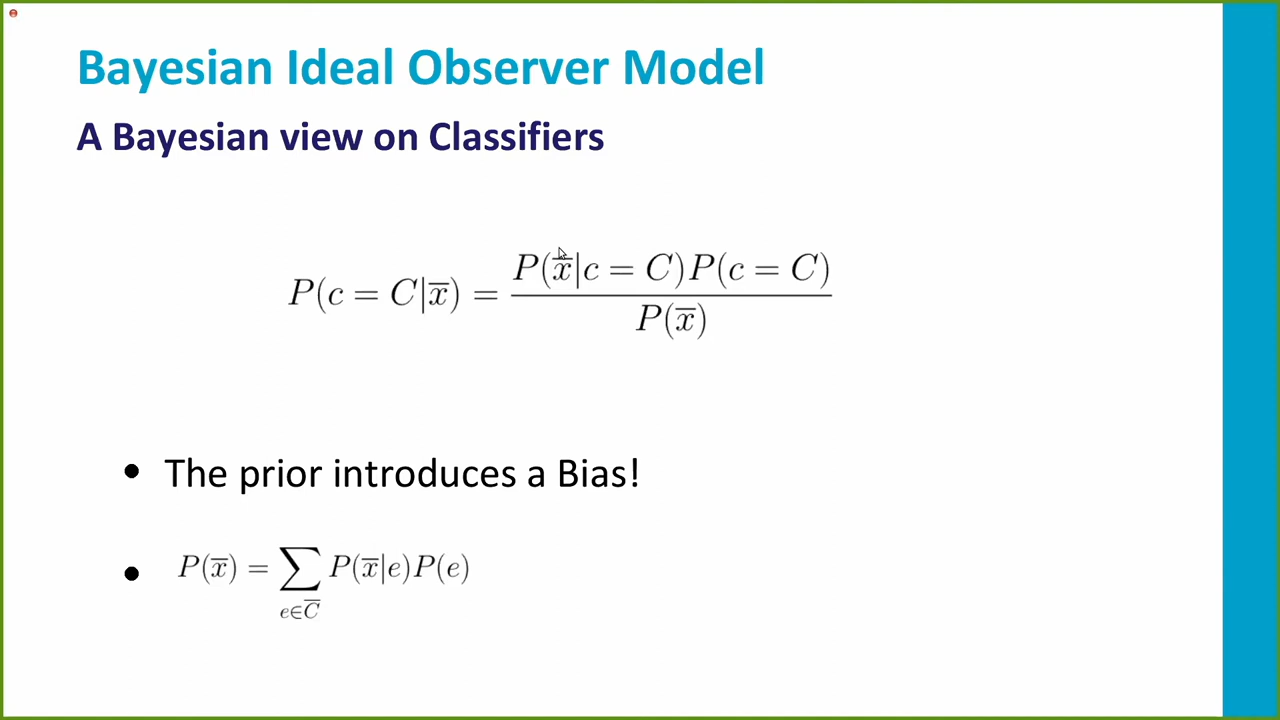 Bayesian Ideal Observer Model
A Bayesian view on Classifiers
P(c = C|x̅) = P(x̅|c = C)P(c = C) / P(x̅)
• The prior introduces a Bias!
• P(x̅) = ∑_{e∈C̅} P(x̅|e)P(e)